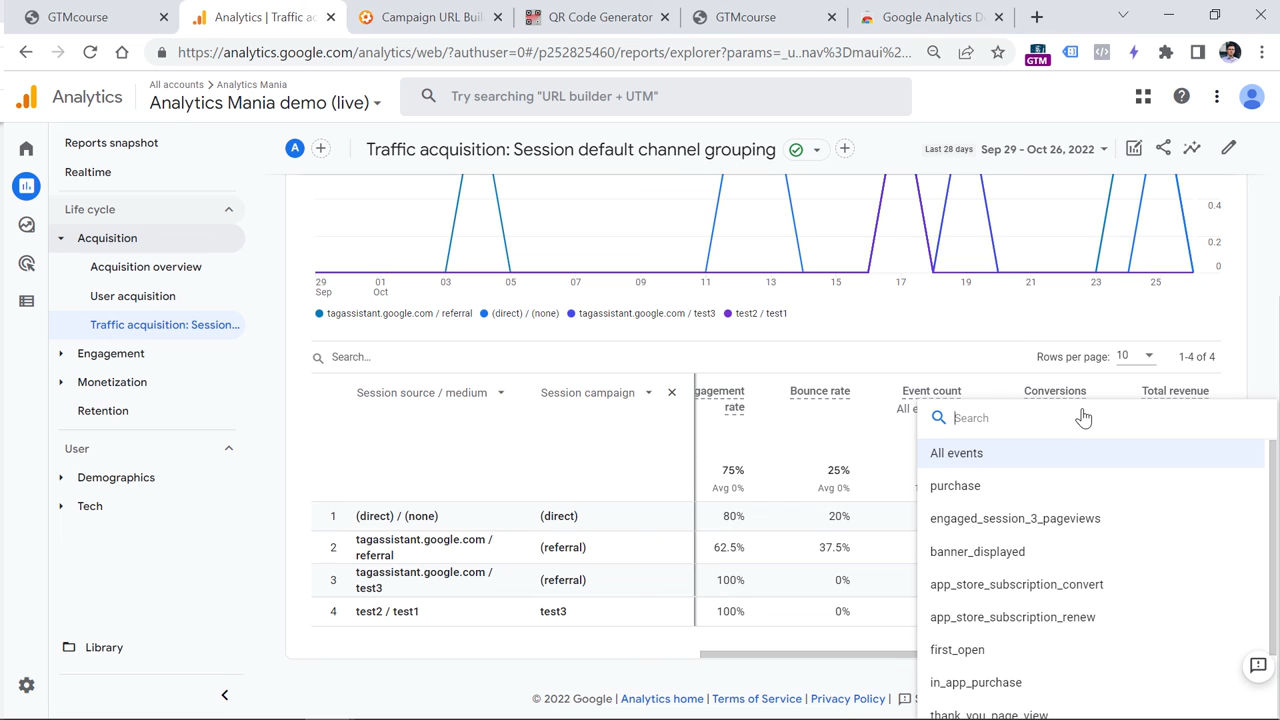 GTMcourse
Analytics | Traffic ac
Campaign URL Buil
QR Code Generator
GTMcourse
Google Analytics D
https://analytics.google.com/analytics/web/?authuser=0#/p252825460/reports/explorer?params=_u.nav%3Dmaui%2...
GTM
Analytics
All accounts > Analytics Mania
Analytics Mania demo (live)
Try searching "URL builder + UTM"
Reports snapshot
Realtime
Life cycle
Acquisition
Acquisition overview
User acquisition
Traffic acquisition: Session...
Engagement
Monetization
Retention
User
Demographics
Tech
Library
A
Traffic acquisition: Session default channel grouping
Last 28 days Sep 29 - Oct 26, 2022
0.4
0.2
0
29 01 03 05 07 09 11 13 15 17 19 21 23 25
Sep Oct
tagassistant.google.com / referral (direct) / (none) tagassistant.google.com / test3 test2 / test1
Search...
Rows per page: 10 1-4 of 4
Session source / medium Session campaign gagement rate Bounce rate Event count Conversions Total revenue
All e
75% 25%
Avg 0% Avg 0%
1 (direct) / (none) (direct) 80% 20%
2 tagassistant.google.com / referral (referral) 62.5% 37.5%
3 tagassistant.google.com / test3 (referral) 100% 0%
4 test2 / test1 test3 100% 0%
Search
All events
purchase
engaged_session_3_pageviews
banner_displayed
app_store_subscription_convert
app_store_subscription_renew
first_open
in_app_purchase
thank_you_page_view
© 2022 Google | Analytics home | Terms of Service | Privacy Policy |